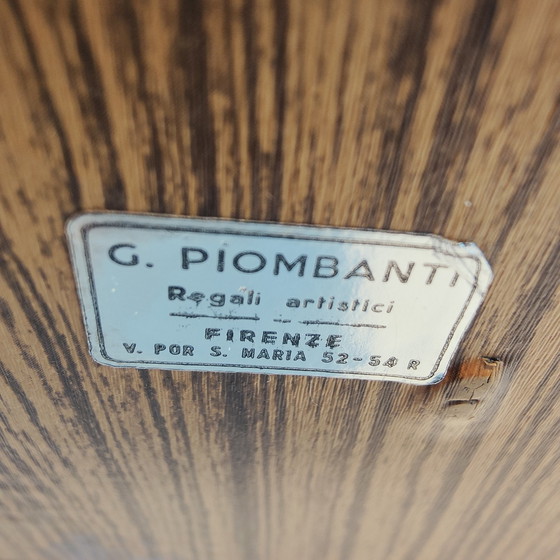 G. PIOMBANTI
Regali artistici
FIRENZE
V. POR S. MARIA 52-54 R